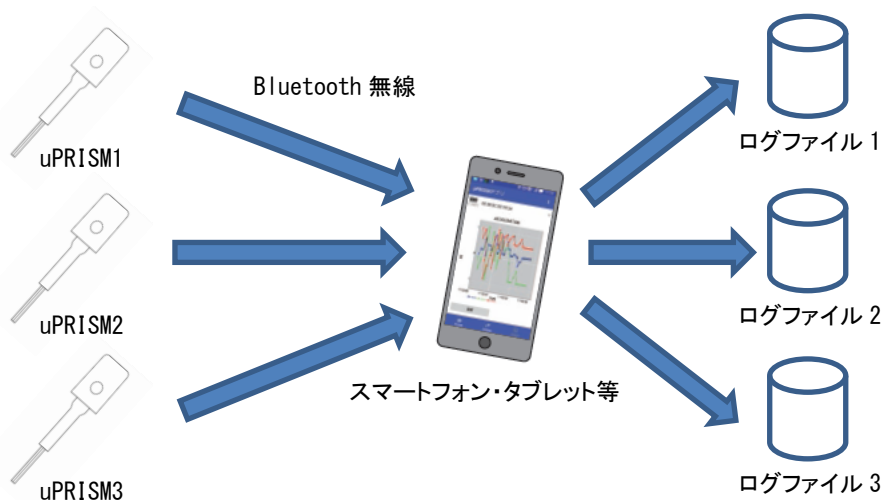 Bluetooth 無線
uPRISM1
ログファイル 1
uPRISM2
ログファイル 2
スマートフォン・タブレット等
uPRISM3
ログファイル 3